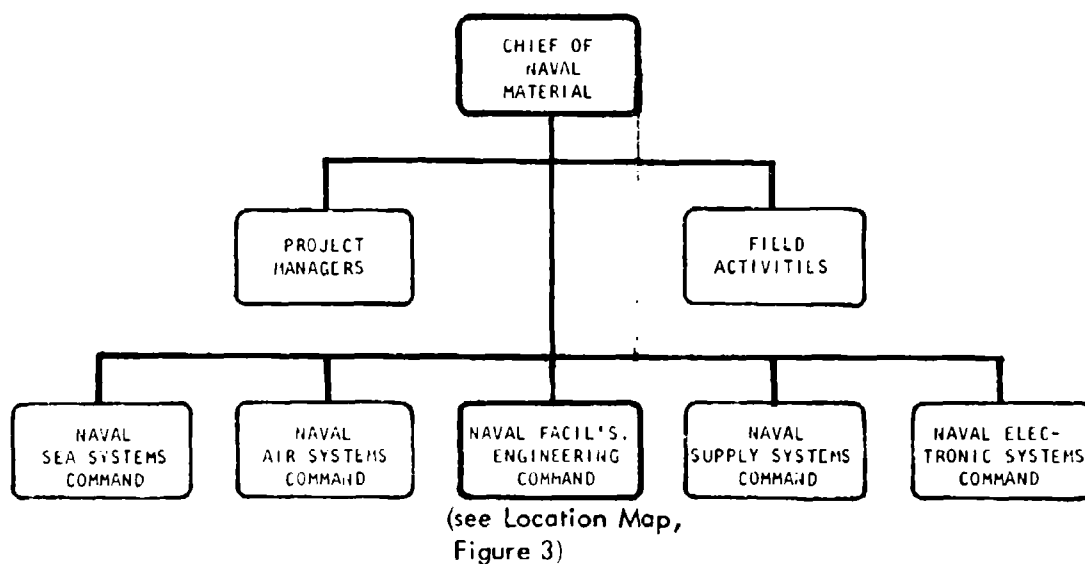 CHIEF OF
NAVAL
MATERIAL
PROJECT
MANAGERS
FIELD
ACTIVITIES
NAVAL
SEA SYSTEMS
COMMAND
NAVAL
AIR SYSTEMS
COMMAND
NAVAL FACIL'S.
ENGINEERING
COMMAND
NAVAL
SUPPLY SYSTEMS
COMMAND
NAVAL ELEC-
TRONIC SYSTEMS
COMMAND
(see Location Map,
Figure 3)